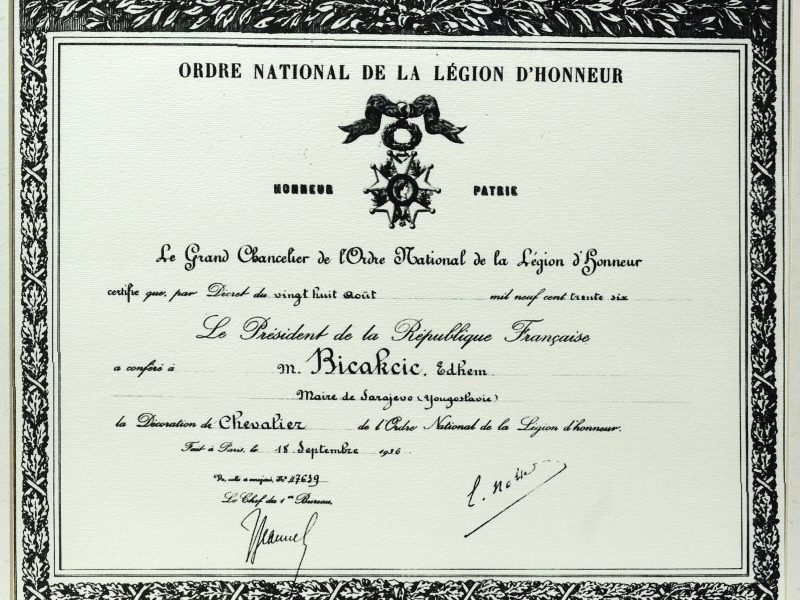 ORDRE NATIONAL DE LA LÉGION D'HONNEUR
HONNEUR PATRIE
Le Grand Chancelier de l'Ordre National de la Légion d'Honneur
certifie que, par Décret du vingt huit Août mil neuf cent trente six
Le Président de la République Française
a conféré à M. Bicakcic, Edhem.
Maire de Sarajevo (Yougoslavie)
la Décoration de Chevalier de l'Ordre National de la Légion d'honneur.
Fait à Paris, le 18 Septembre 1936
Le Chef du 1er Bureau,